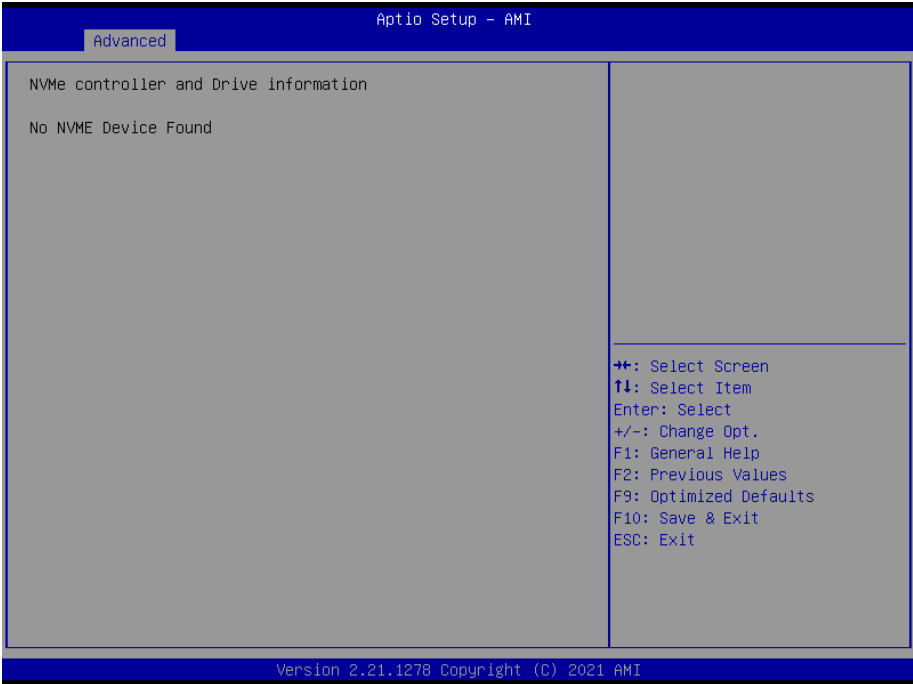 Aptio Setup – AMI
Advanced
NVMe controller and Drive information
No NVME Device Found
→←: Select Screen
↑↓: Select Item
Enter: Select
+/-: Change Opt.
F1: General Help
F2: Previous Values
F9: Optimized Defaults
F10: Save & Exit
ESC: Exit
Version 2.21.1278 Copyright (C) 2021 AMI